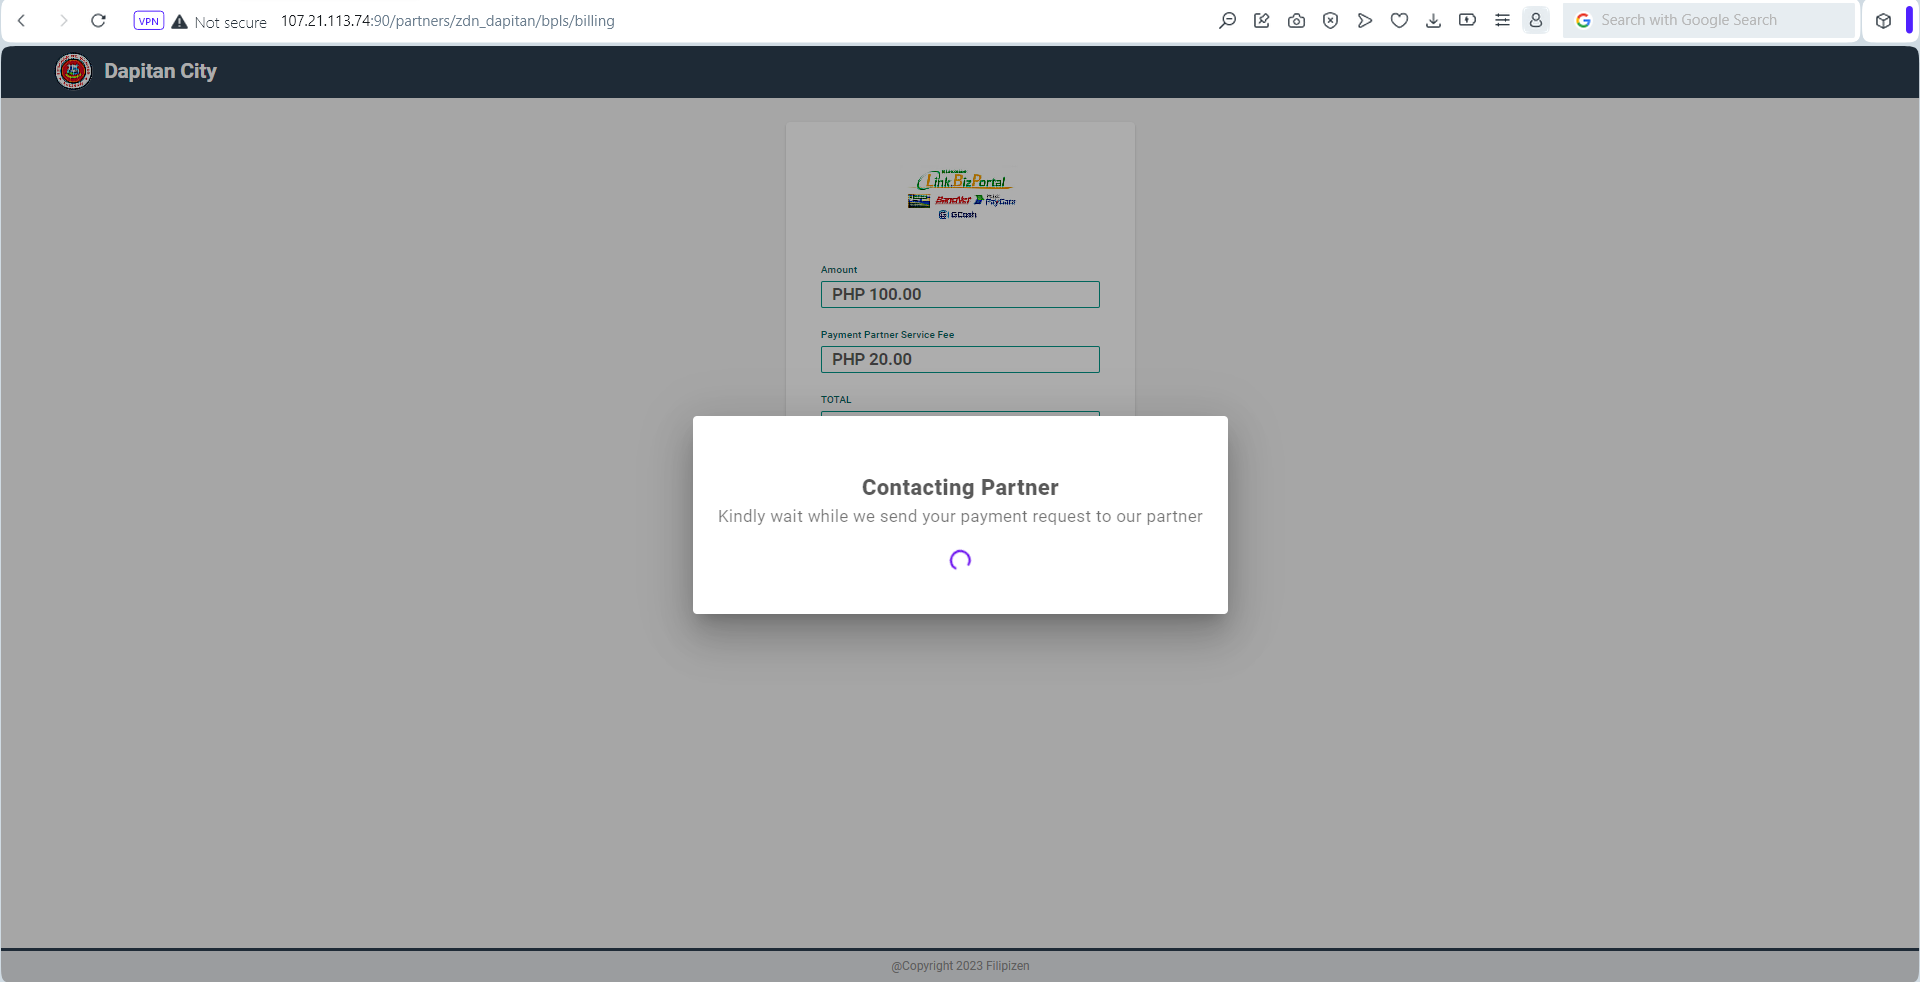 VPN
Not secure
107.21.113.74:90/partners/zdn_dapitan/bpls/billing
Search with Google Search
Dapitan City
Link.BizPortal
BancNet
PayGate
GCash
Amount
PHP 100.00
Payment Partner Service Fee
PHP 20.00
TOTAL
Contacting Partner
Kindly wait while we send your payment request to our partner
@Copyright 2023 Filipizen